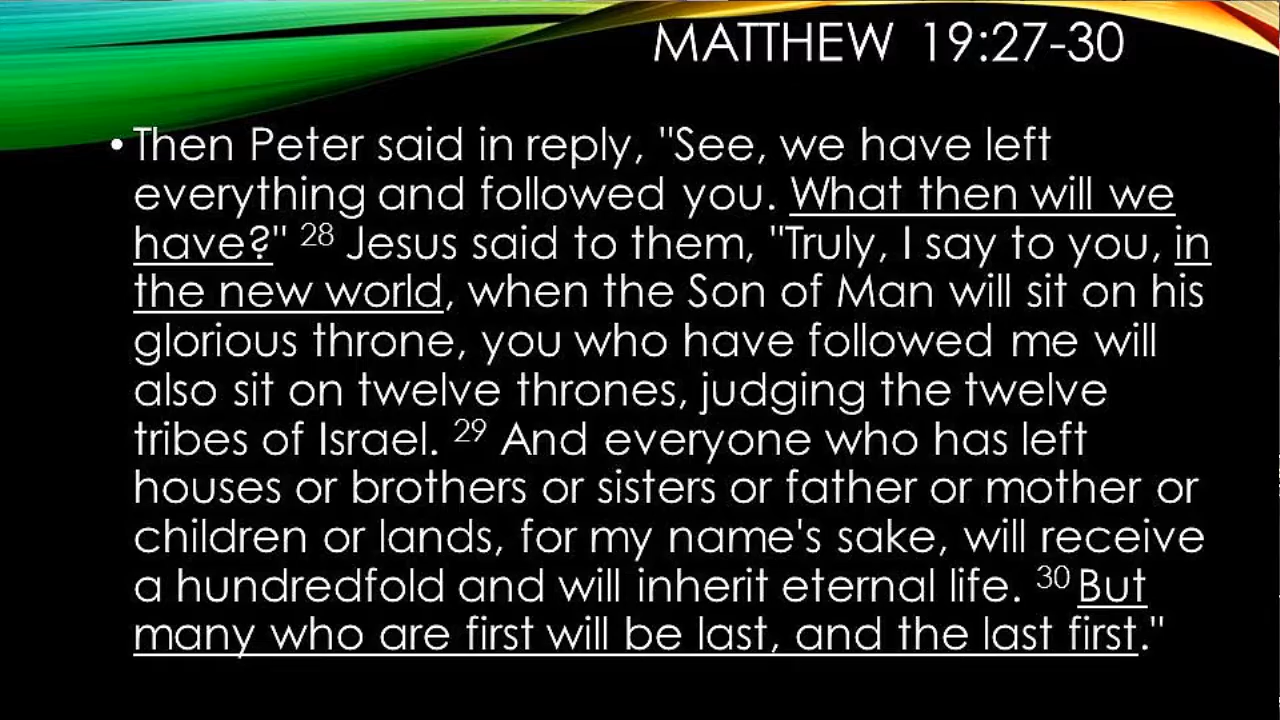 MATTHEW 19:27-30
• Then Peter said in reply, "See, we have left
everything and followed you. What then will we
have?" 28 Jesus said to them, "Truly, I say to you, in
the new world, when the Son of Man will sit on his
glorious throne, you who have followed me will
also sit on twelve thrones, judging the twelve
tribes of Israel. 29 And everyone who has left
houses or brothers or sisters or father or mother or
children or lands, for my name's sake, will receive
a hundredfold and will inherit eternal life. 30 But
many who are first will be last, and the last first."